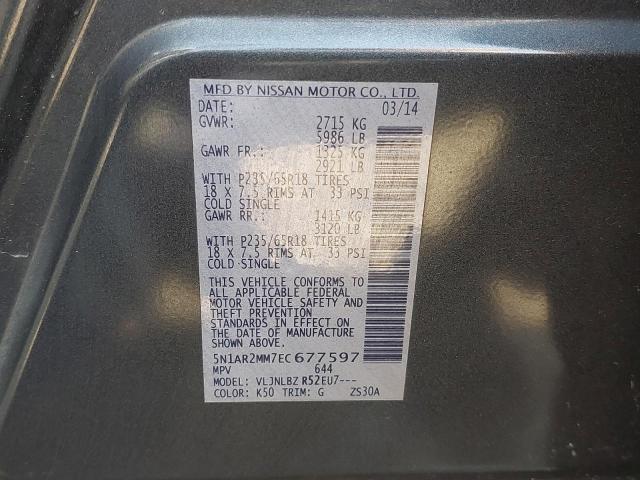 MFD BY NISSAN MOTOR CO., LTD.
DATE: 03/14
GVWR: 2715 KG
5986 LB
GAWR FR.: 1325 KG
2921 LB
WITH P235/65R18 TIRES
18 X 7.5 RIMS AT 33 PSI
COLD SINGLE
GAWR RR.: 1415 KG
3120 LB
WITH P235/65R18 TIRES
18 X 7.5 RIMS AT 33 PSI
COLD SINGLE
THIS VEHICLE CONFORMS TO
ALL APPLICABLE FEDERAL
MOTOR VEHICLE SAFETY AND
THEFT PREVENTION
STANDARDS IN EFFECT ON
THE DATE OF MANUFACTURE
SHOWN ABOVE.
5N1AR2MM7EC677597
MPV 644
MODEL: VLJNLBZ R52EU7---
COLOR: K50 TRIM: G ZS30A